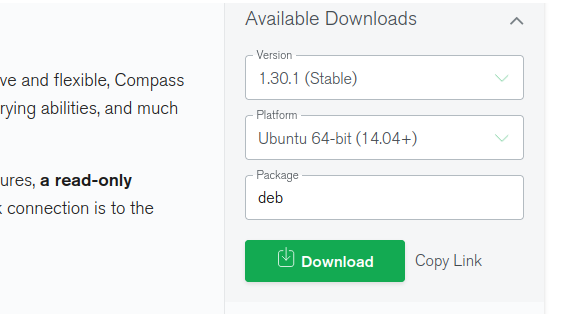 ve and flexible, Compass
rying abilities, and much
ures, a read-only
connection is to the
Available Downloads
Version
1.30.1 (Stable)
Platform
Ubuntu 64-bit (14.04+)
Package
deb
Download
Copy Link